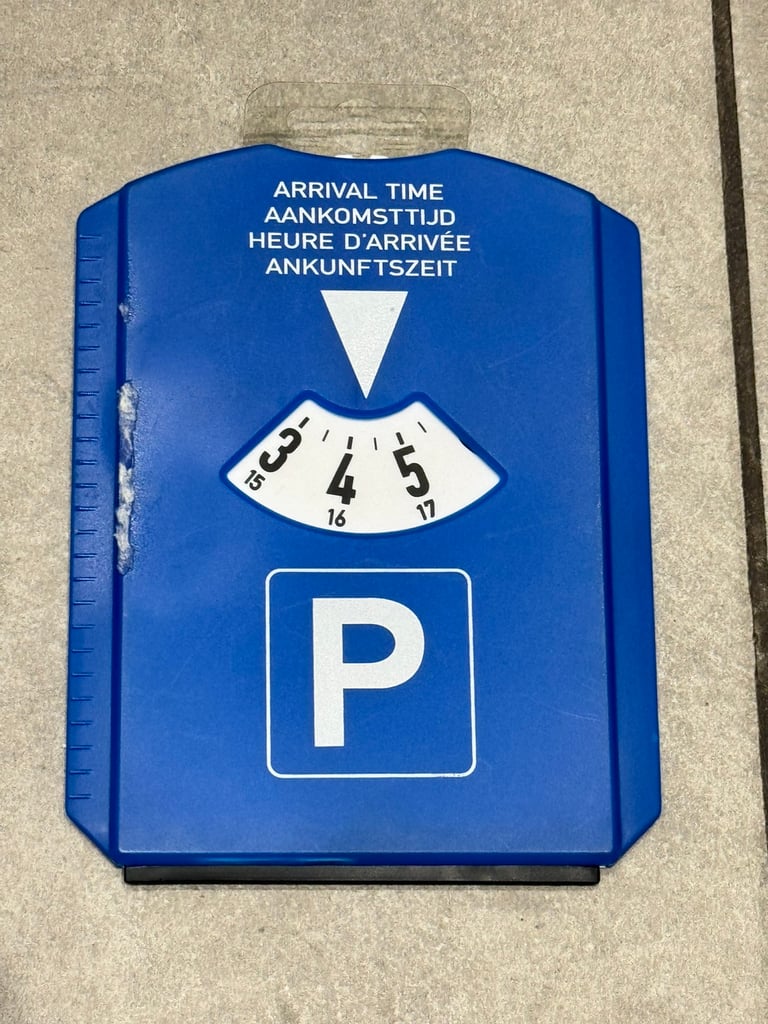 ARRIVAL TIME
AANKOMSTTIJD
HEURE D'ARRIVÉE
ANKUNFTSZEIT
3 4 5
15 16 17
P